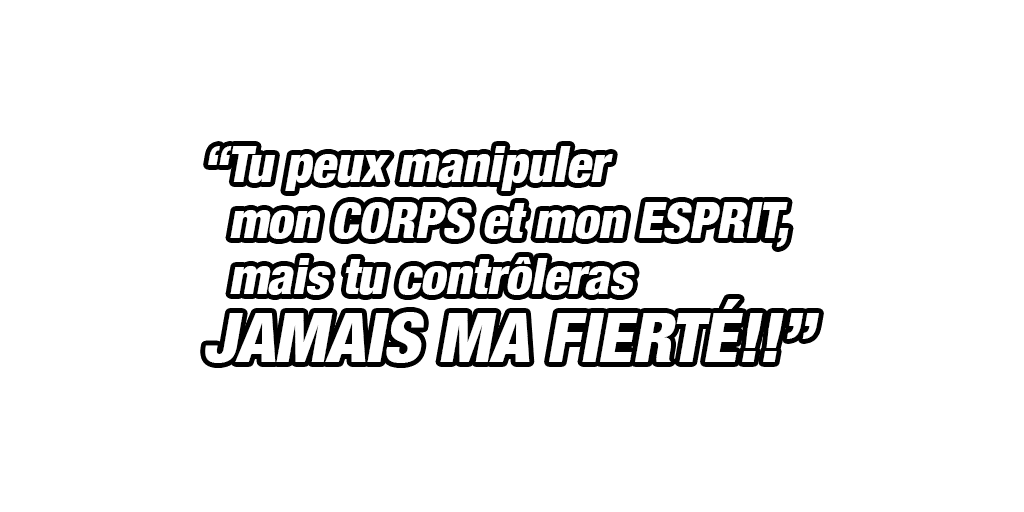 “Tu peux manipuler
mon CORPS et mon ESPRIT,
mais tu contrôleras
JAMAIS MA FIERTÉ!!”